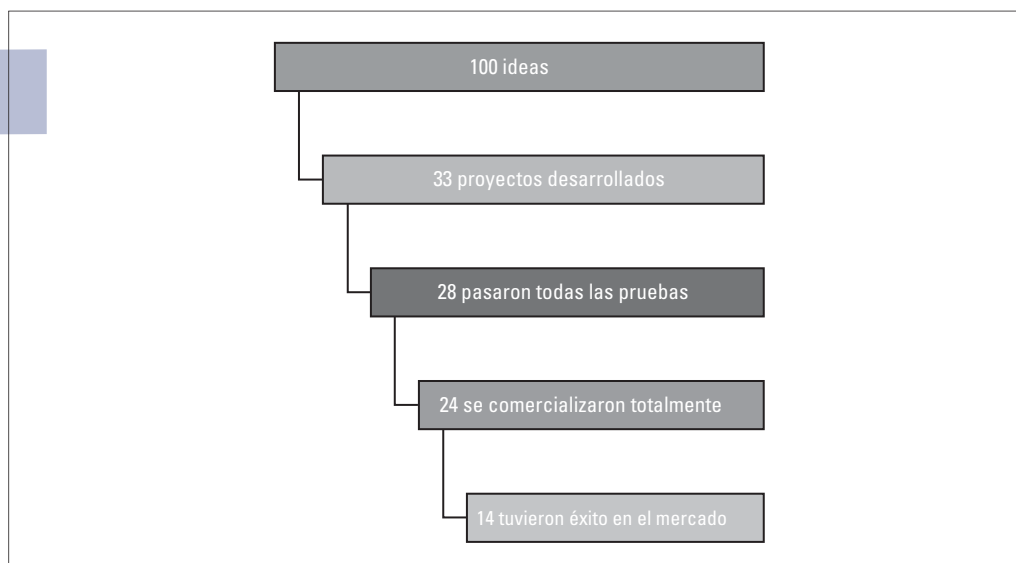 100 ideas
33 proyectos desarrollados
28 pasaron todas las pruebas
24 se comercializaron totalmente
14 tuvieron éxito en el mercado